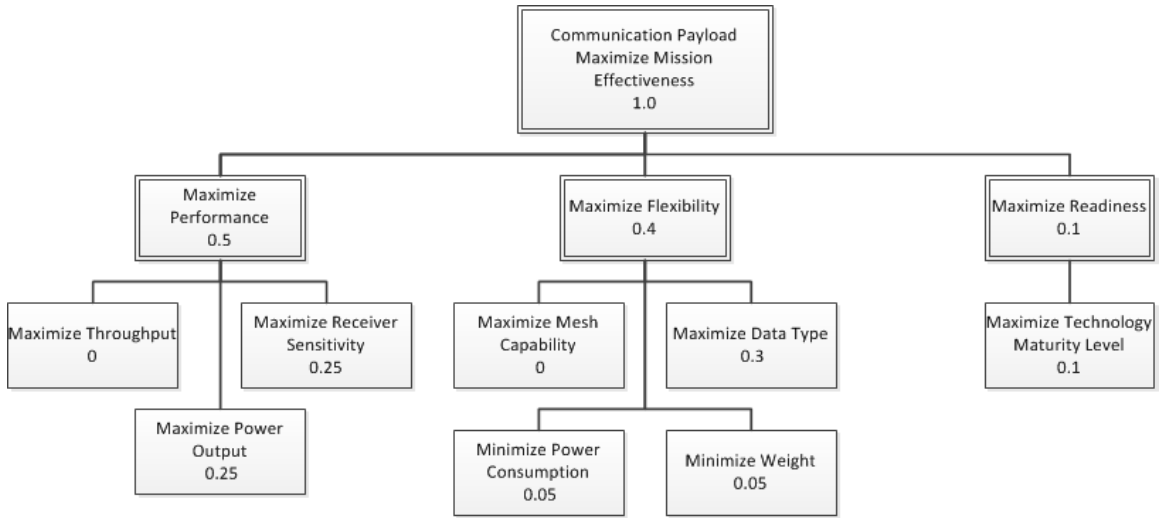 Communication Payload
Maximize Mission
Effectiveness
1.0
Maximize
Performance
0.5
Maximize Flexibility
0.4
Maximize Readiness
0.1
Maximize Throughput
0
Maximize Receiver
Sensitivity
0.25
Maximize Mesh
Capability
0
Maximize Data Type
0.3
Maximize Technology
Maturity Level
0.1
Maximize Power
Output
0.25
Minimize Power
Consumption
0.05
Minimize Weight
0.05